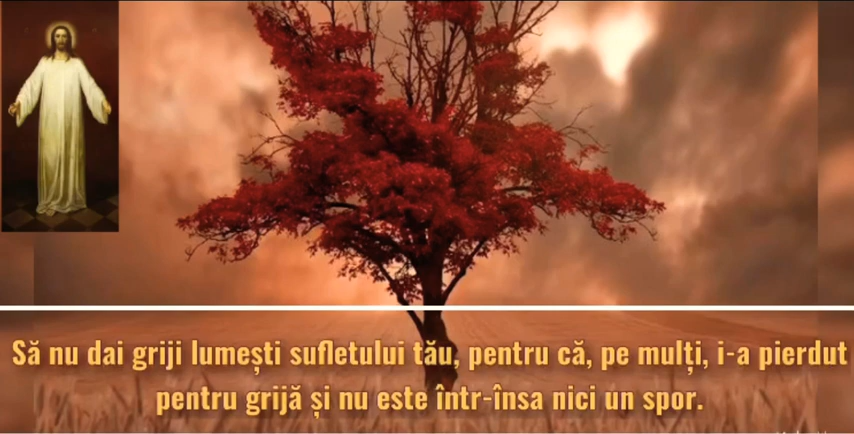 Să nu dai griji lumești sufletului tău, pentru că, pe mulți, i-a pierdut
pentru grijă și nu este într-însa nici un spor.